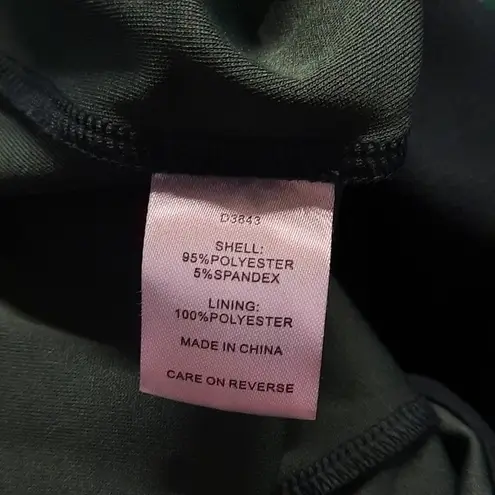 D3843
SHELL:
95%POLYESTER
5%SPANDEX
LINING:
100%POLYESTER
MADE IN CHINA
CARE ON REVERSE